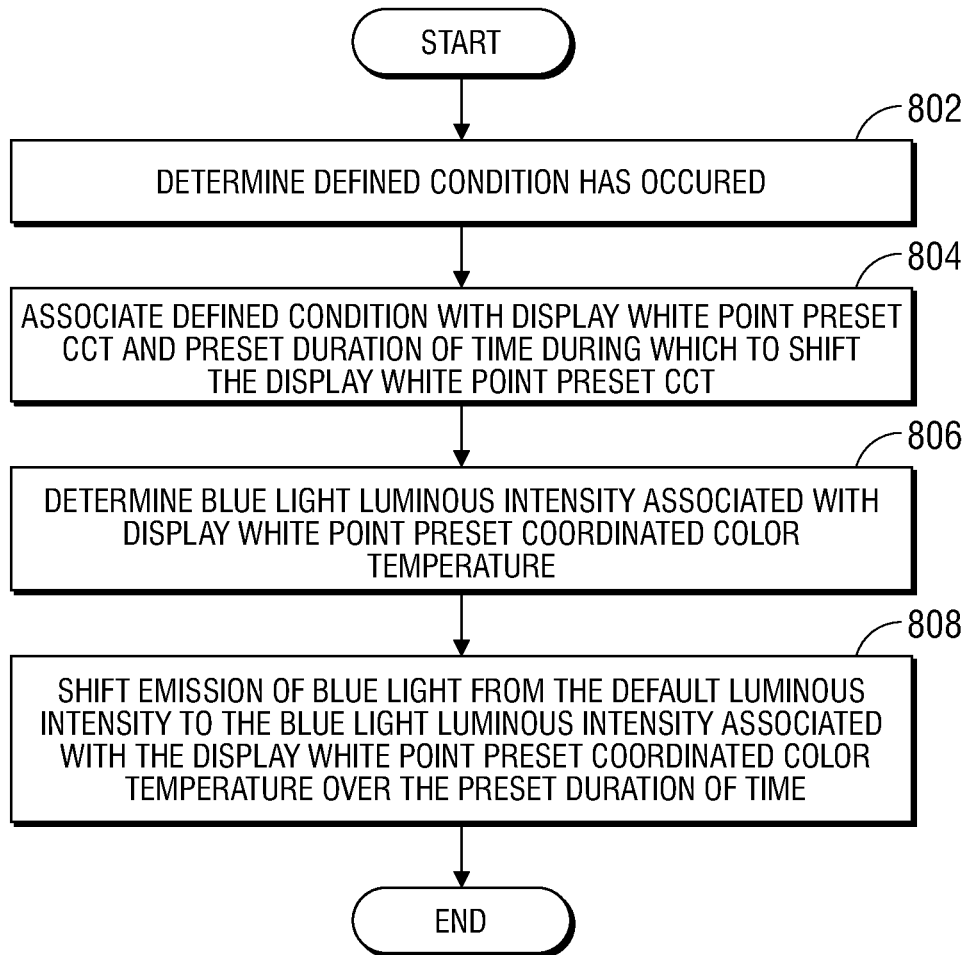 START
802
DETERMINE DEFINED CONDITION HAS OCCURED
804
ASSOCIATE DEFINED CONDITION WITH DISPLAY WHITE POINT PRESET
CCT AND PRESET DURATION OF TIME DURING WHICH TO SHIFT
THE DISPLAY WHITE POINT PRESET CCT
806
DETERMINE BLUE LIGHT LUMINOUS INTENSITY ASSOCIATED WITH
DISPLAY WHITE POINT PRESET COORDINATED COLOR
TEMPERATURE
808
SHIFT EMISSION OF BLUE LIGHT FROM THE DEFAULT LUMINOUS
INTENSITY TO THE BLUE LIGHT LUMINOUS INTENSITY ASSOCIATED
WITH THE DISPLAY WHITE POINT PRESET COORDINATED COLOR
TEMPERATURE OVER THE PRESET DURATION OF TIME
END